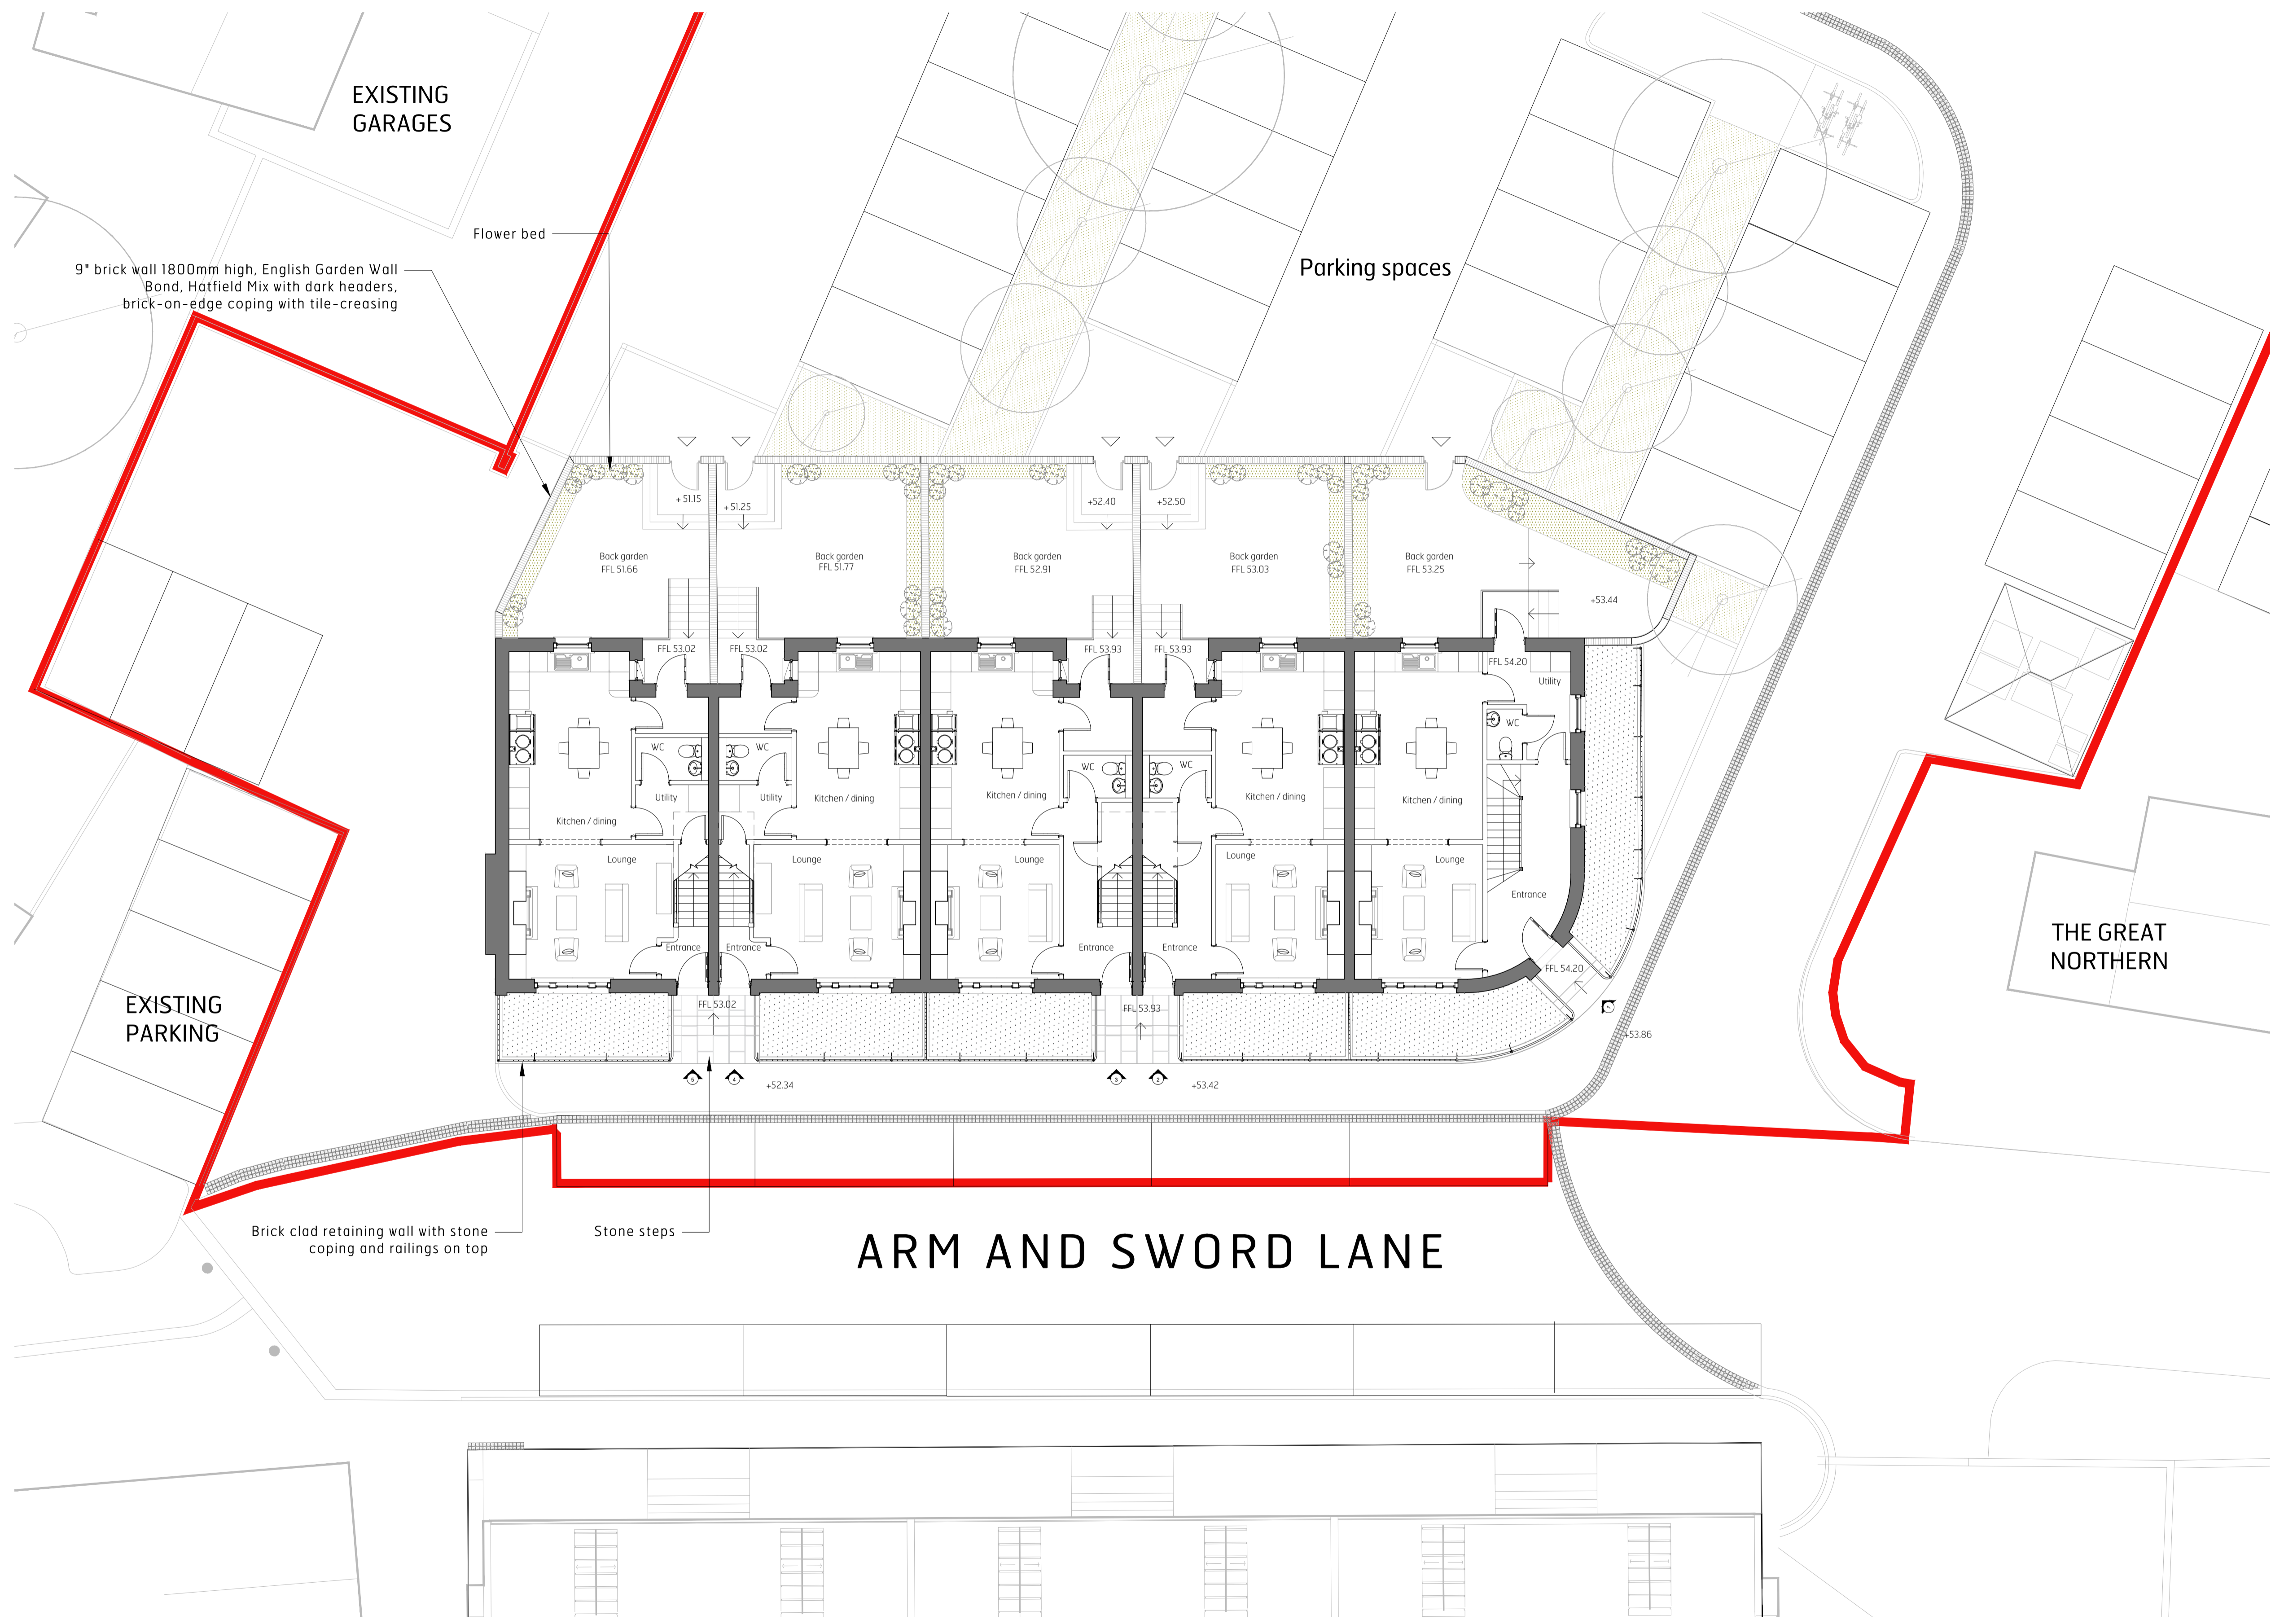 EXISTING
GARAGES
Flower bed
9" brick wall 1800mm high, English Garden Wall
Bond, Hatfield Mix with dark headers,
brick-on-edge coping with tile-creasing
Parking spaces
+ 51.15
+ 51.25
+52.40
+52.50
Back garden
FFL 51.66
Back garden
FFL 51.77
Back garden
FFL 52.91
Back garden
FFL 53.03
Back garden
FFL 53.25
+53.44
FFL 53.02
FFL 53.02
FFL 53.93
FFL 53.93
FFL 54.20
Utility
WC
WC
WC
WC
WC
Utility
Utility
Kitchen / dining
Kitchen / dining
Kitchen / dining
Kitchen / dining
Kitchen / dining
Lounge
Lounge
Lounge
Lounge
Lounge
Entrance
Entrance
Entrance
Entrance
Entrance
FFL 54.20
FFL 53.02
FFL 53.93
THE GREAT
NORTHERN
EXISTING
PARKING
+53.86
1
5
4
+52.34
3
2
+53.42
Brick clad retaining wall with stone
coping and railings on top
Stone steps
ARM AND SWORD LANE